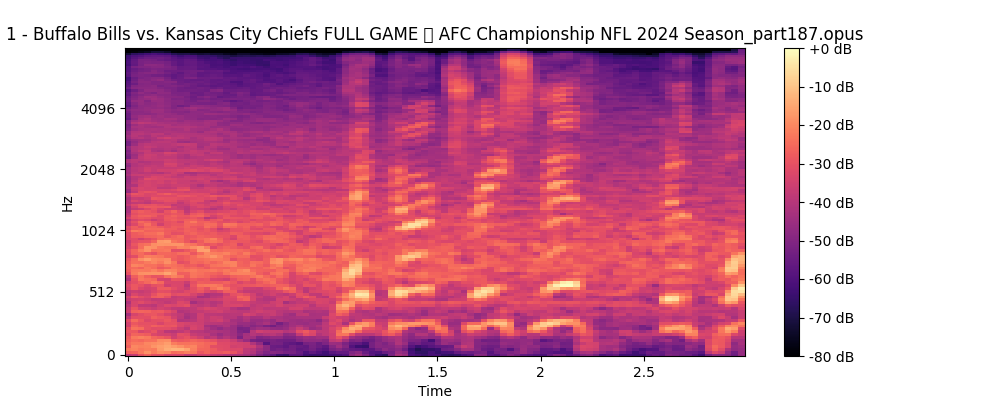 1 - Buffalo Bills vs. Kansas City Chiefs FULL GAME 🏈 AFC Championship NFL 2024 Season_part187.opus
+0 dB
-10 dB
-20 dB
-30 dB
-40 dB
-50 dB
-60 dB
-70 dB
-80 dB
4096
2048
1024
512
0
Hz
0
0.5
1
1.5
2
2.5
Time